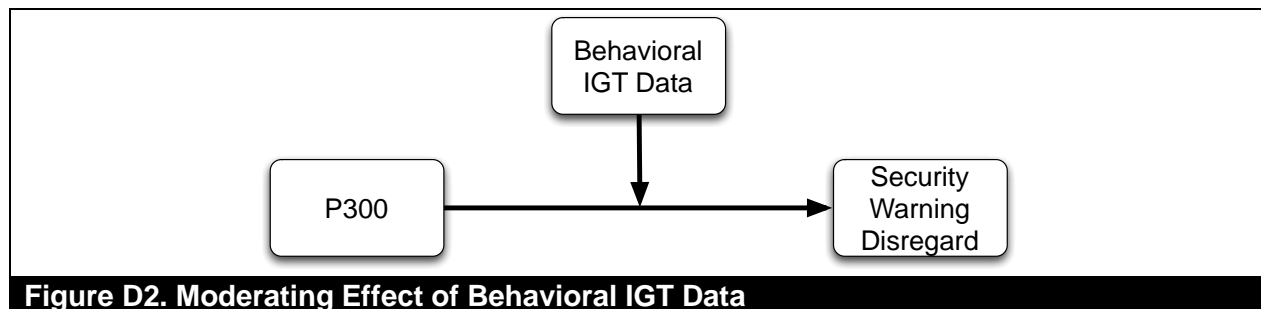 Behavioral
IGT Data
P300
Security
Warning
Disregard
Figure D2. Moderating Effect of Behavioral IGT Data